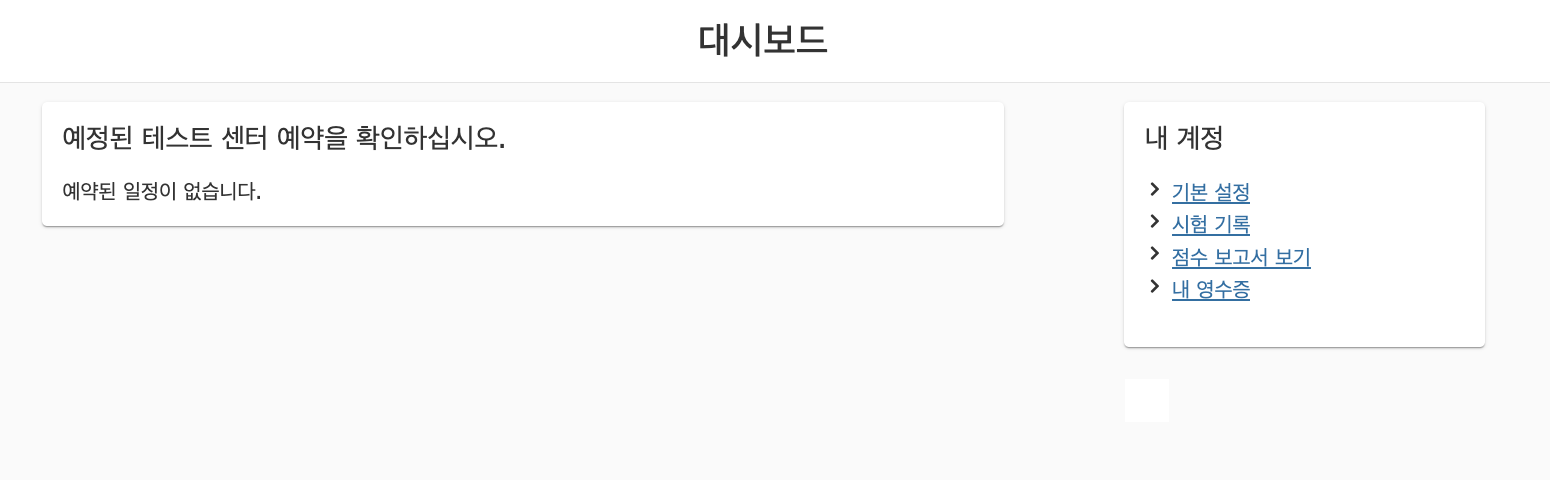 대시보드
예정된 테스트 센터 예약을 확인하십시오.
예약된 일정이 없습니다.
내 계정
기본 설정
시험 기록
점수 보고서 보기
내 영수증